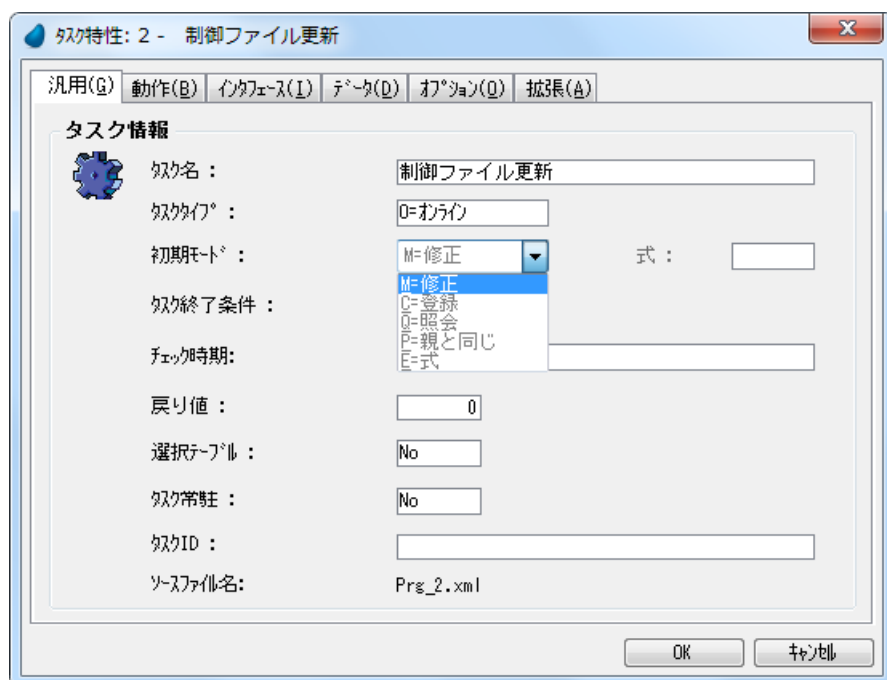 ﾀｽｸ特性: 2 -　制御ファイル更新
汎用(G) 動作(B) ｲﾝﾀﾌｪｰｽ(I) ﾃﾞｰﾀ(D) ｵﾌﾟｼｮﾝ(O) 拡張(A)
タスク情報
ﾀｽｸ名 : 制御ファイル更新
ﾀｽｸﾀｲﾌﾟ : O=ｵﾝﾗｲﾝ
初期ﾓｰﾄﾞ : M=修正 式 :
M=修正
C=登録
ﾀｽｸ終了条件 :
Q=照会
P=親と同じ
ﾁｪｯｸ時期:
E=式
戻り値 : 0
選択ﾃｰﾌﾞﾙ : No
ﾀｽｸ常駐 : No
ﾀｽｸID :
ｿｰｽﾌｧｲﾙ名: Prg_2.xml
OK ｷｬﾝｾﾙ